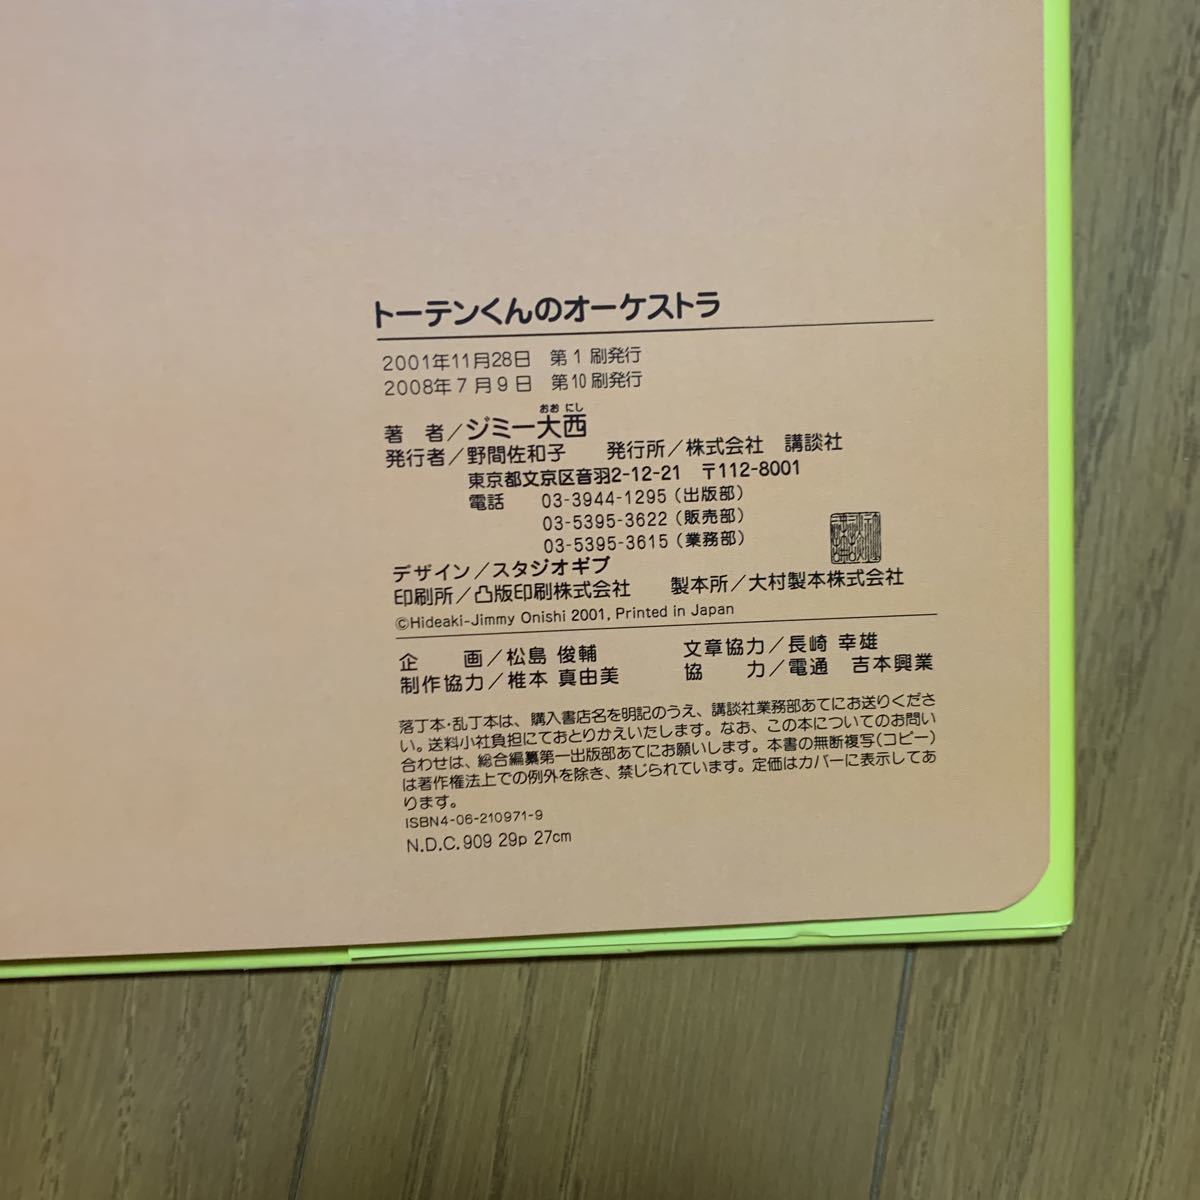 トーテンくんのオーケストラ
2001年11月28日　第1刷発行
2008年7月9日　第10刷発行
おお にし
著　者／ジミー大西
発行者／野間佐和子　　発行所／株式会社　講談社
東京都文京区音羽2-12-21　〒112-8001
電話　03-3944-1295（出版部）
03-5395-3622（販売部）
03-5395-3615（業務部）
デザイン／スタジオギブ
印刷所／凸版印刷株式会社　　製本所／大村製本株式会社
©Hideaki-Jimmy Onishi 2001, Printed in Japan
企　　画／松島 俊輔　　文章協力／長崎 幸雄
制作協力／椎本 真由美　　協　　力／電通　吉本興業
落丁本・乱丁本は、購入書店名を明記のうえ、講談社業務部あてにお送りくださ
い。送料小社負担にておとりかえいたします。なお、この本についてのお問い
合わせは、総合編纂第一出版部あてにお願いします。本書の無断複写（コピー）
は著作権法上での例外を除き、禁じられています。定価はカバーに表示してあ
ります。
ISBN4-06-210971-9
N.D.C.909 29p 27cm